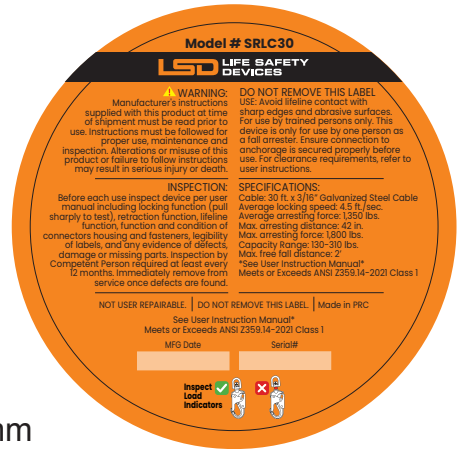 Model # SRLC30
LSD LIFE SAFETY
DEVICES
WARNING:
Manufacturer's instructions
supplied with this product at time
of shipment must be read prior to
use. Instructions must be followed for
proper use, maintenance and
inspection. Alterations or misuse of this
product or failure to follow instructions
may result in serious injury or death.
DO NOT REMOVE THIS LABEL
USE: Avoid lifeline contact with
sharp edges and abrasive surfaces.
For use by trained persons only. This
device is only for use by one person as
a fall arrester. Ensure connection to
anchorage is secured properly before
use. For clearance requirements, refer to
user instructions.
INSPECTION:
Before each use inspect device per user
manual including locking function (pull
sharply to test), retraction function, lifeline
function, function and condition of
connectors housing and fasteners, legibility
of labels, and any evidence of defects,
damage or missing parts. Inspection by
Competent Person required at least every
12 months. Immediately remove from
service once defects are found.
SPECIFICATIONS:
Cable: 30 ft. x 3/16" Galvanized Steel Cable
Average locking speed: 4.5 ft./sec.
Average arresting force: 1,350 lbs.
Max. arresting distance: 42 in.
Max. arresting force: 1,800 lbs.
Capacity Range: 130-310 lbs.
Max. free fall distance: 2'
*See User Instruction Manual*
Meets or Exceeds ANSI Z359.14-2021 Class 1
NOT USER REPAIRABLE. | DO NOT REMOVE THIS LABEL. | Made in PRC
See User Instruction Manual*
Meets or Exceeds ANSI Z359.14-2021 Class 1
MFG Date Serial#
Inspect
Load
Indicators